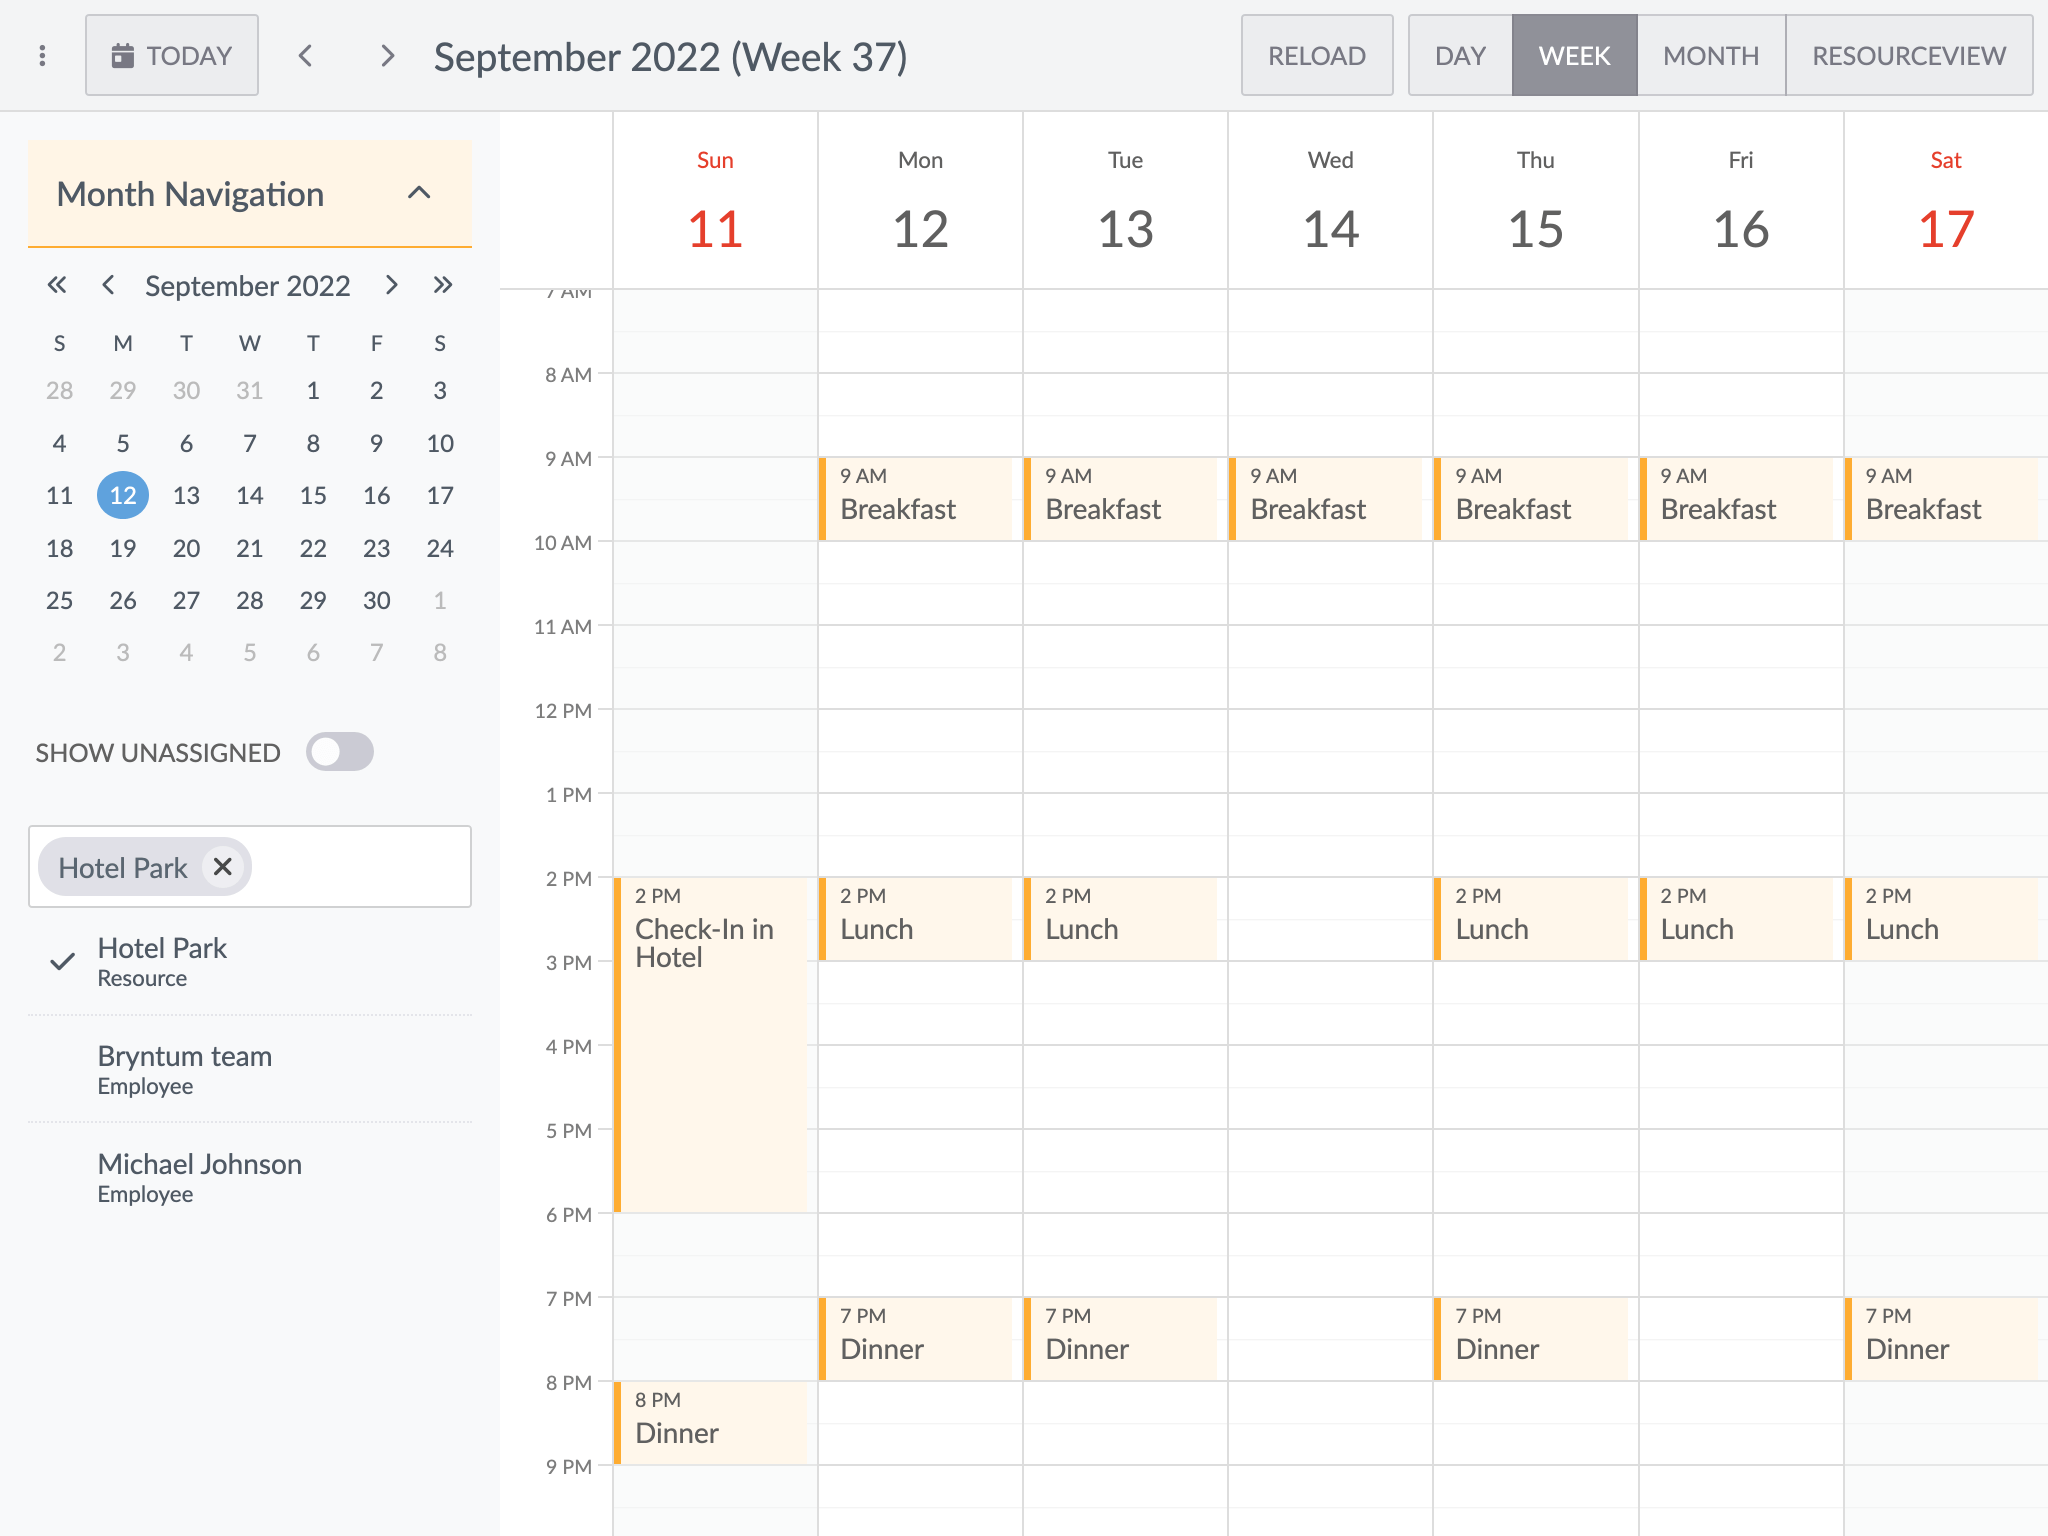 TODAY
September 2022 (Week 37)
RELOAD
DAY
WEEK
MONTH
RESOURCEVIEW
Month Navigation
September 2022
S M T W T F S
28 29 30 31 1 2 3
4 5 6 7 8 9 10
11 12 13 14 15 16 17
18 19 20 21 22 23 24
25 26 27 28 29 30 1
2 3 4 5 6 7 8
SHOW UNASSIGNED
Hotel Park
Hotel Park
Resource
Bryntum team
Employee
Michael Johnson
Employee
Sun Mon Tue Wed Thu Fri Sat
11 12 13 14 15 16 17
7 AM
8 AM
9 AM
9 AM 9 AM 9 AM 9 AM 9 AM 9 AM
Breakfast Breakfast Breakfast Breakfast Breakfast Breakfast
10 AM
11 AM
12 PM
1 PM
2 PM
2 PM 2 PM 2 PM 2 PM 2 PM 2 PM
Check-In in Lunch Lunch Lunch Lunch Lunch
Hotel
3 PM
4 PM
5 PM
6 PM
7 PM
7 PM 7 PM 7 PM 7 PM
Dinner Dinner Dinner Dinner
8 PM
8 PM
Dinner
9 PM